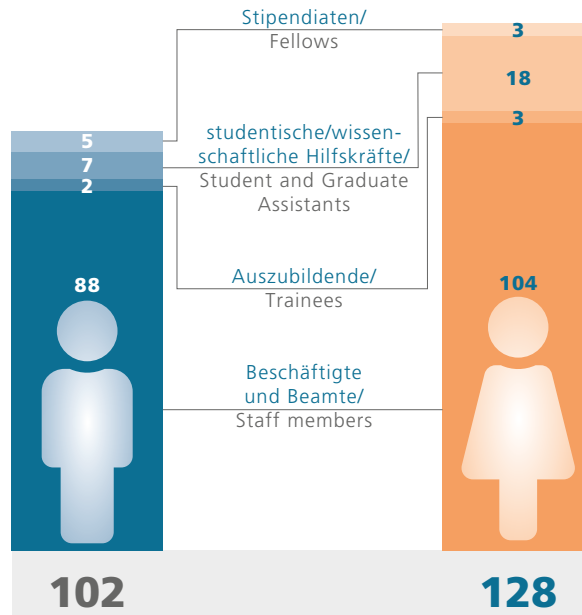 Stipendiaten/
Fellows
3
18
5
studentische/wissen-
schaftliche Hilfskräfte/
Student and Graduate
Assistants
3
7
2
Auszubildende/
Trainees
88
104
Beschäftigte
und Beamte/
Staff members
102
128